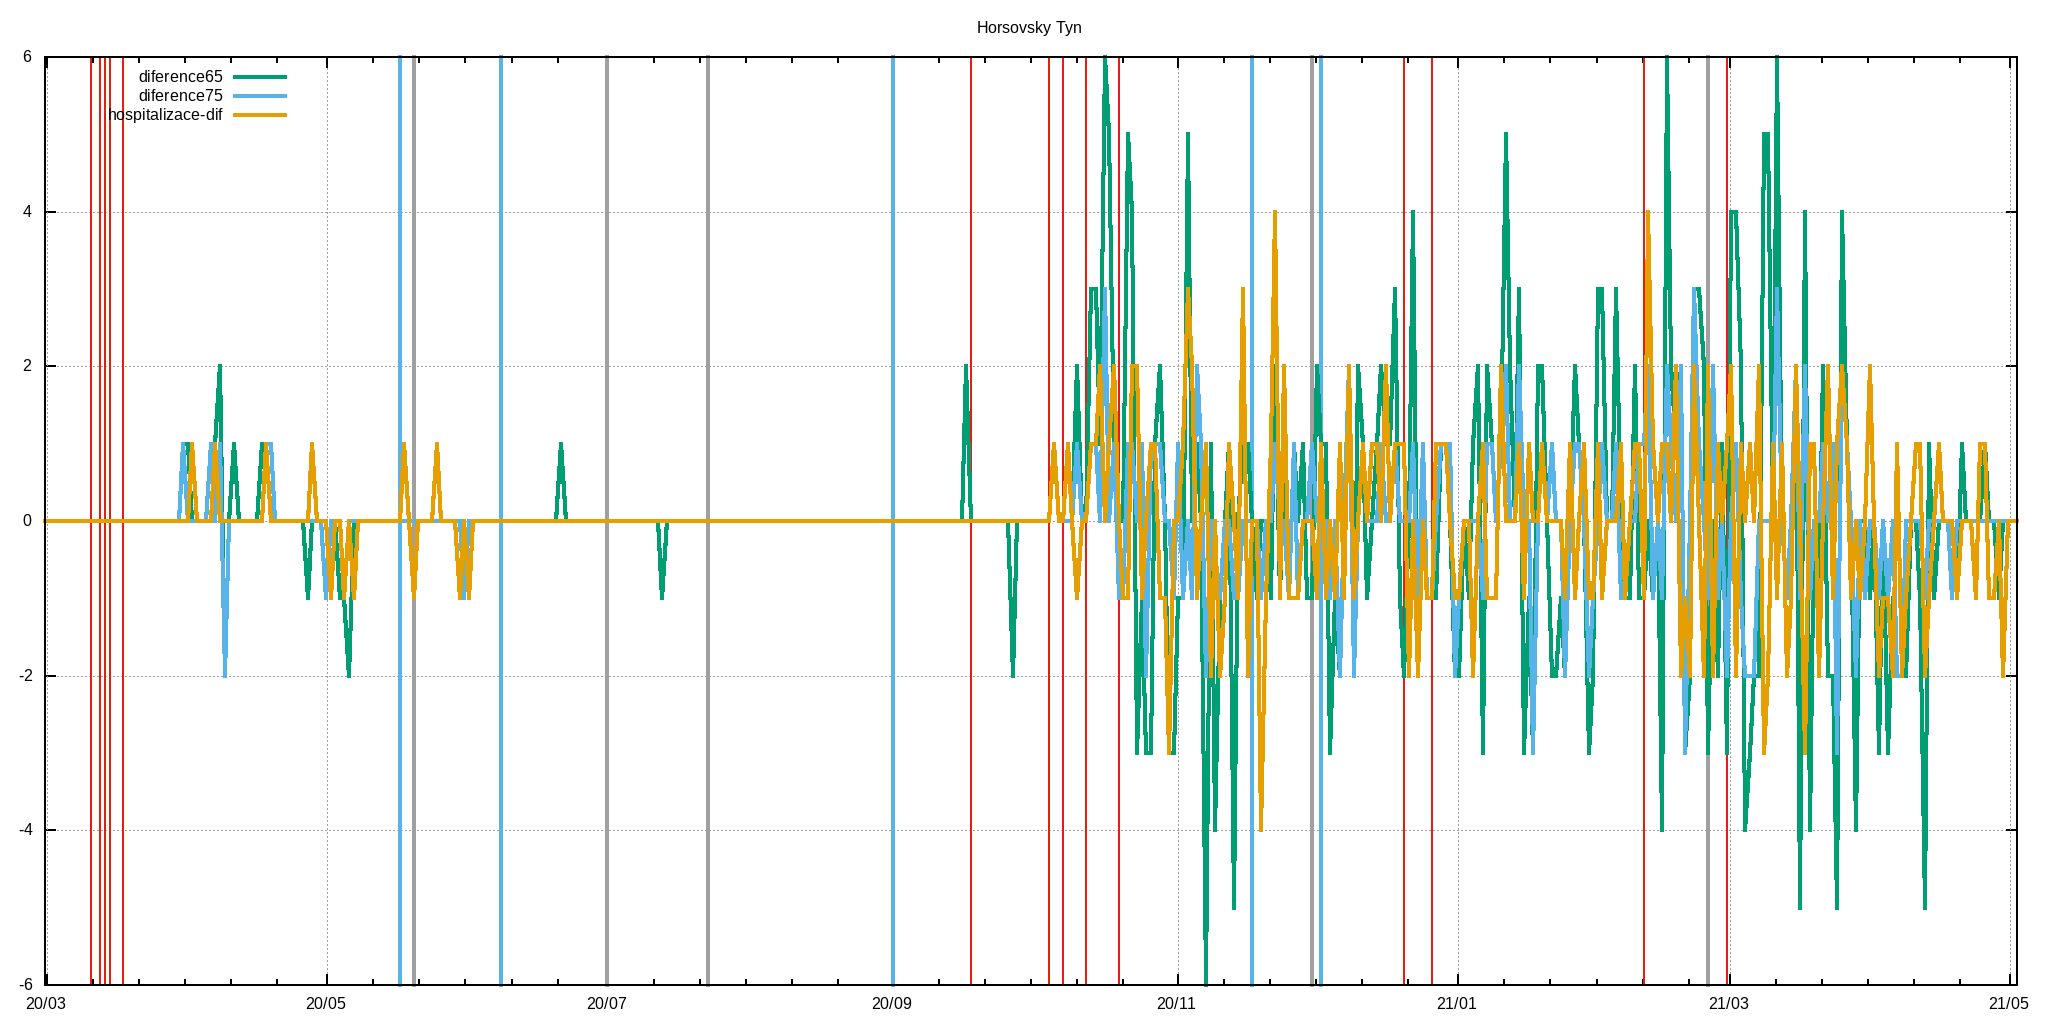 Horsovsky Tyn
6
diference65
diference75
hospitalizace-dif
4
2
0
-2
-4
-6
20/03 20/05 20/07 20/09 20/11 21/01 21/03 21/05